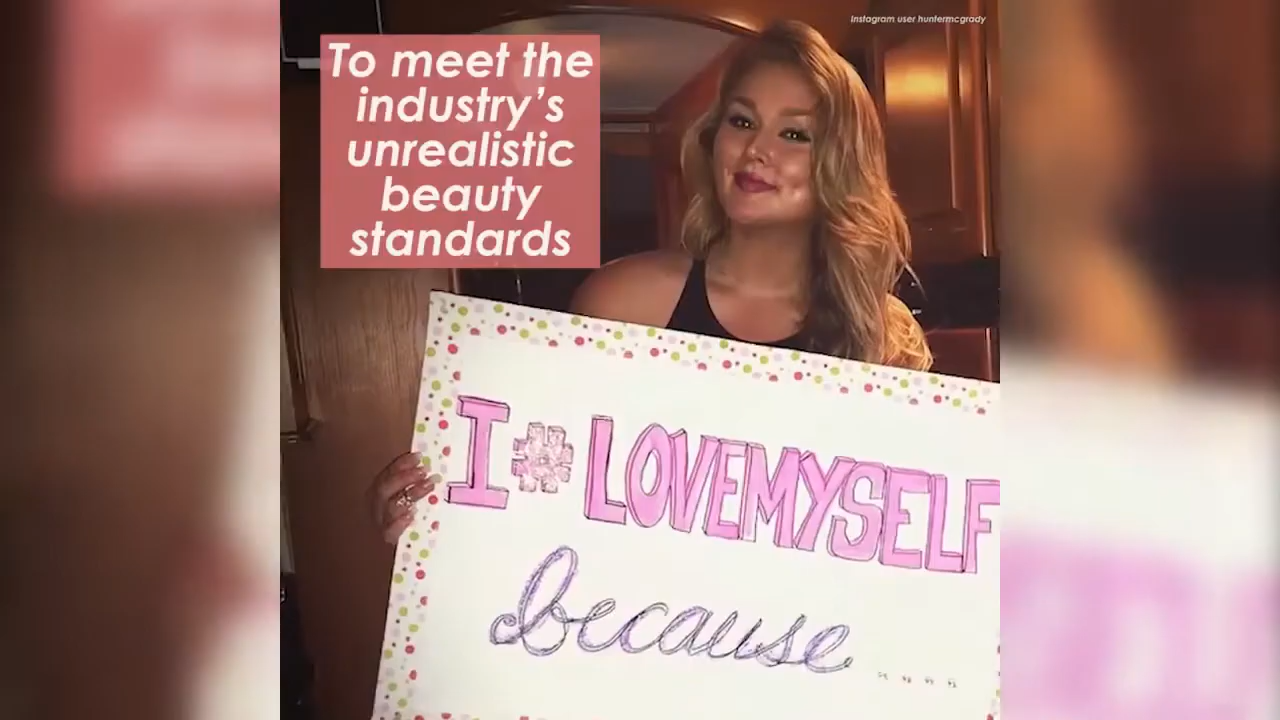 Instagram user huntermcgrady
To meet the
industry's
unrealistic
beauty
standards
I # LOVEMYSELF
because....